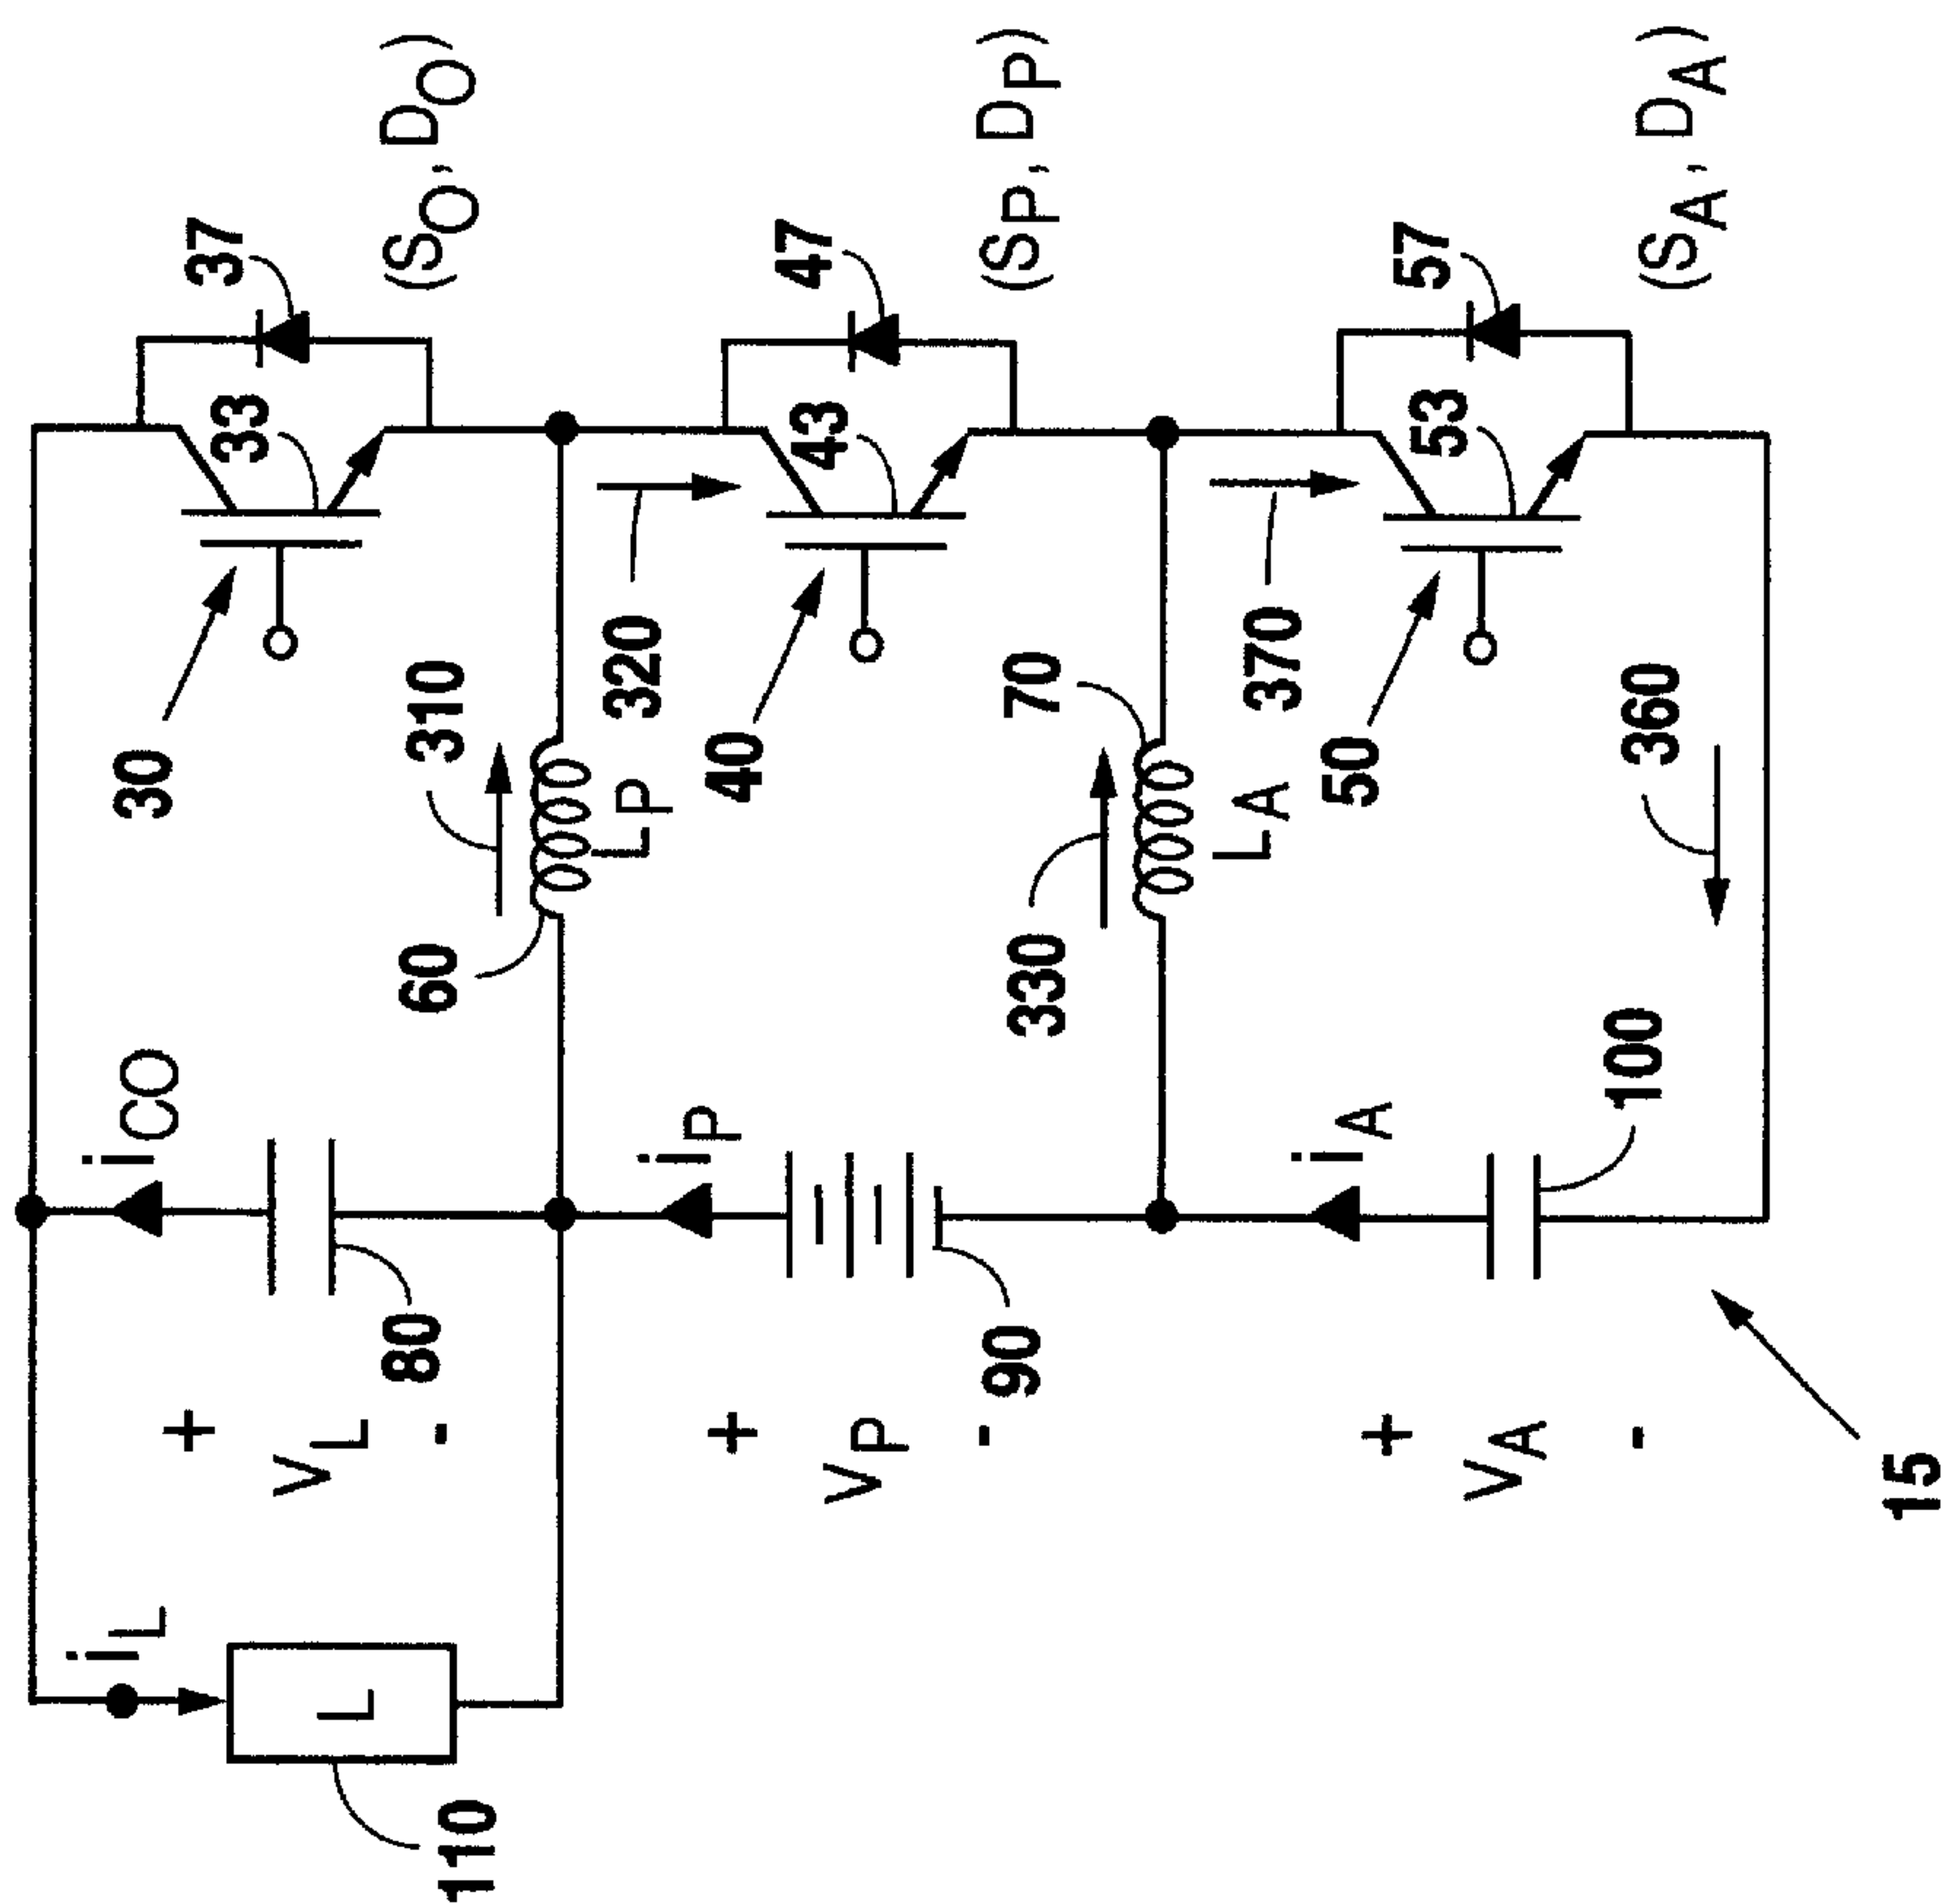 110
i_L
L
+
V_L
-
80
i_CO
30
33
37
(S_O, D_O)
60
310
L_P
320
+
V_P
-
90
i_P
40
43
47
(S_P, D_P)
330
70
L_A
370
+
V_A
-
i_A
100
50
53
57
(S_A, D_A)
360
15